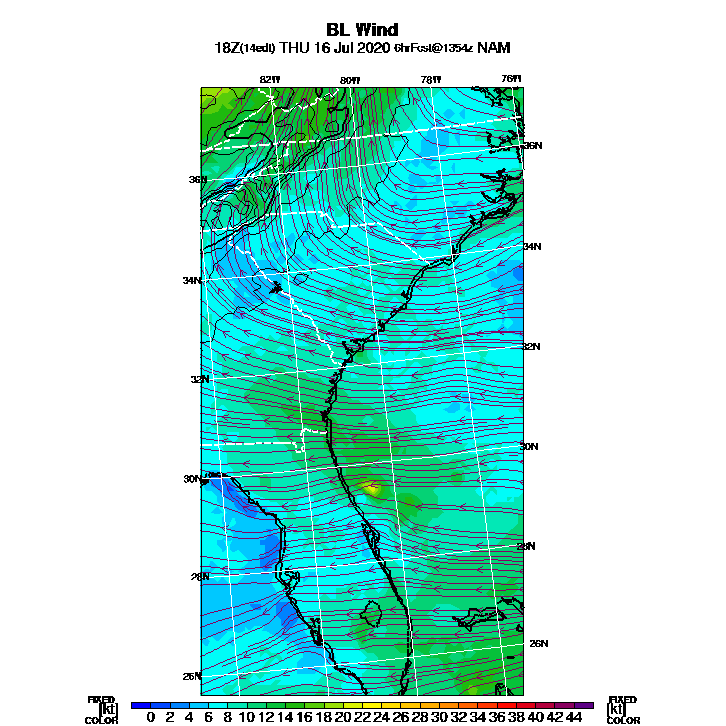 BL Wind
18Z(14edt) THU 16 Jul 2020 6hrFcst@1354z NAM
82W 80W 78W 76W
36N
36N
34N
34N
32N
32N
30N
30N
28N
28N
26N
26N
FIXED FIXED
[kt] 0 2 4 6 8 10 12 14 16 18 20 22 24 26 28 30 32 34 36 38 40 42 44 [kt]
COLOR COLOR